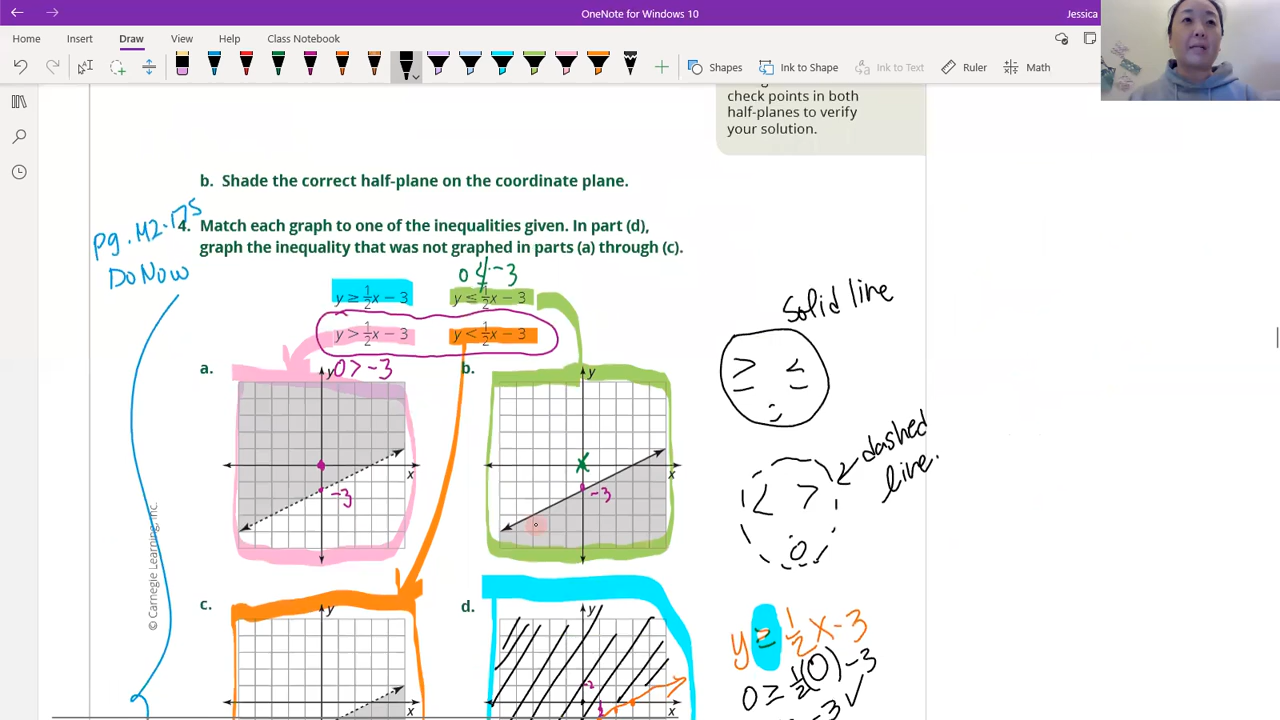 OneNote for Windows 10
Jessica
Home Insert Draw View Help Class Notebook
Shapes Ink to Shape Ink to Text Ruler Math
check points in both
half-planes to verify
your solution.
b. Shade the correct half-plane on the coordinate plane.
pg. M2-175
Do Now
4. Match each graph to one of the inequalities given. In part (d),
graph the inequality that was not graphed in parts (a) through (c).
0 ≮ -3
y ≥ 1/2x − 3 y ≤ 1/2x − 3
y > 1/2x − 3 y < 1/2x − 3
0 > -3
a. y x -3
b. y x -3
Solid line
≥ ≤
dashed
line.
< >
© Carnegie Learning, Inc.
c. y x
d. y x -2
y ≥ 1/2 x - 3
0 ≥ 1/2(0) - 3
-3 ✓